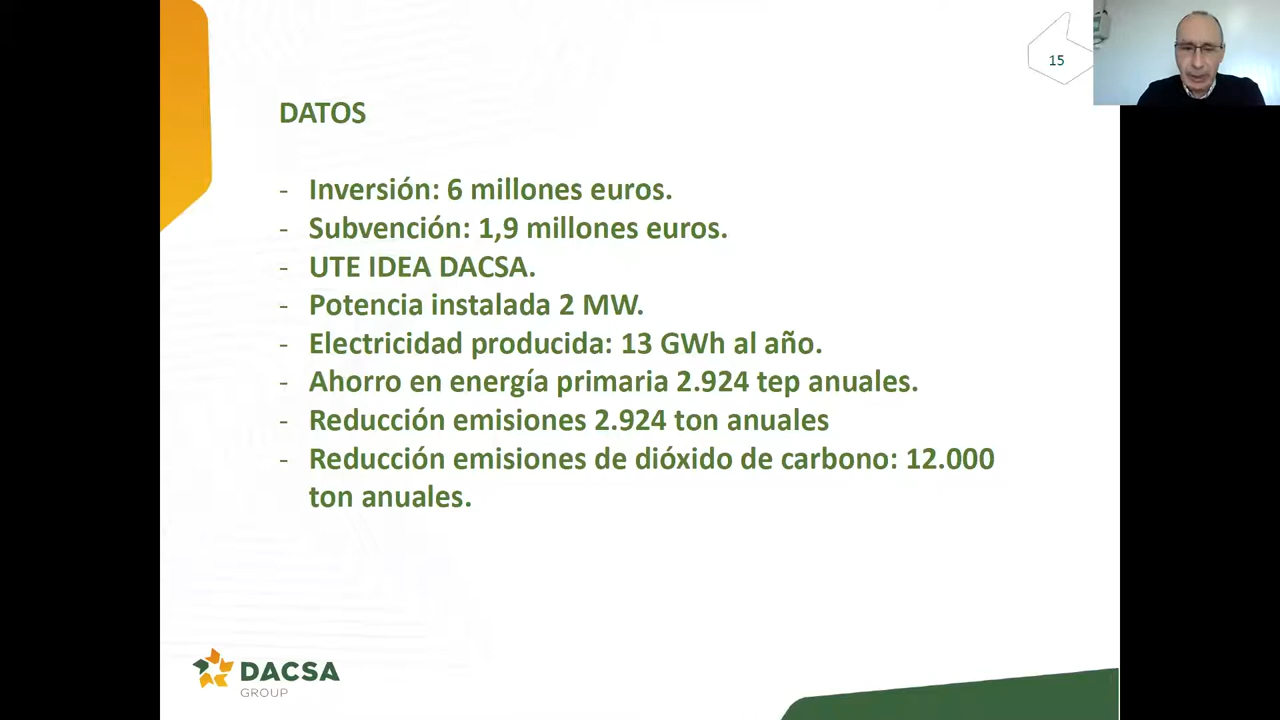 15
DATOS
- Inversión: 6 millones euros.
- Subvención: 1,9 millones euros.
- UTE IDEA DACSA.
- Potencia instalada 2 MW.
- Electricidad producida: 13 GWh al año.
- Ahorro en energía primaria 2.924 tep anuales.
- Reducción emisiones 2.924 ton anuales
- Reducción emisiones de dióxido de carbono: 12.000
ton anuales.
DACSA
GROUP